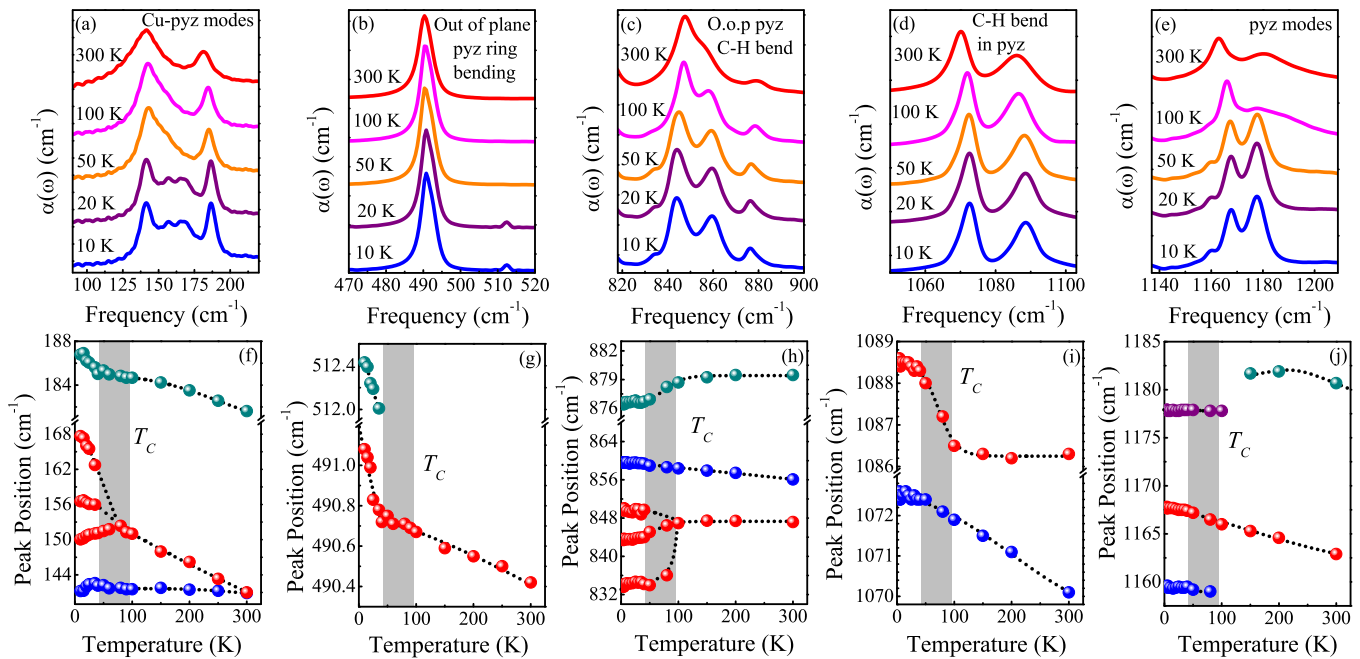 (a) Cu-pyz modes
300 K
100 K
50 K
20 K
10 K
α(ω) (cm⁻¹)
100 125 150 175 200
Frequency (cm⁻¹)
(b) Out of plane
pyz ring
bending
300 K
100 K
50 K
20 K
10 K
α(ω) (cm⁻¹)
470 480 490 500 510 520
Frequency (cm⁻¹)
(c) O.o.p pyz
C-H bend
300 K
100 K
50 K
20 K
10 K
α(ω) (cm⁻¹)
820 840 860 880 900
Frequency (cm⁻¹)
(d) C-H bend
in pyz
300 K
100 K
50 K
20 K
10 K
α(ω) (cm⁻¹)
1060 1080 1100
Frequency (cm⁻¹)
(e) pyz modes
300 K
100 K
50 K
20 K
10 K
α(ω) (cm⁻¹)
1140 1160 1180 1200
Frequency (cm⁻¹)
(f)
T_C
Peak Position (cm⁻¹)
188
184
168
162
156
150
144
0 50 100 150 200 250 300
Temperature (K)
(g)
T_C
Peak Position (cm⁻¹)
512.4
512.0
491.0
490.8
490.6
490.4
0 50 100 150 200 250 300
Temperature (K)
(h)
T_C
Peak Position (cm⁻¹)
882
879
876
864
856
848
840
832
0 100 200 300
Temperature (K)
(i)
T_C
Peak Position (cm⁻¹)
1089
1088
1087
1086
1072
1071
1070
0 100 200 300
Temperature (K)
(j)
T_C
Peak Position (cm⁻¹)
1185
1180
1175
1170
1165
1160
0 100 200 300
Temperature (K)